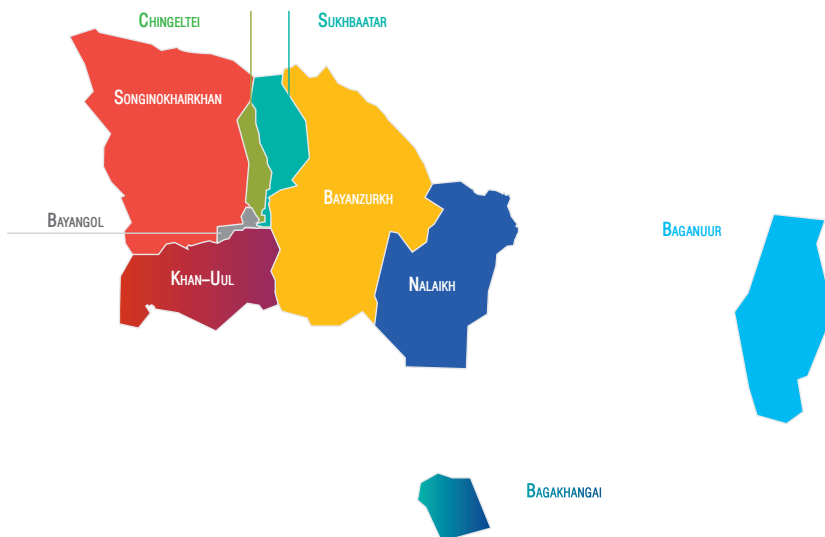 Chingeltei
Sukhbaatar
Songinokhairkhan
Bayanzurkh
Bayangol
Baganuur
Khan-Uul
Nalaikh
Bagakhangai